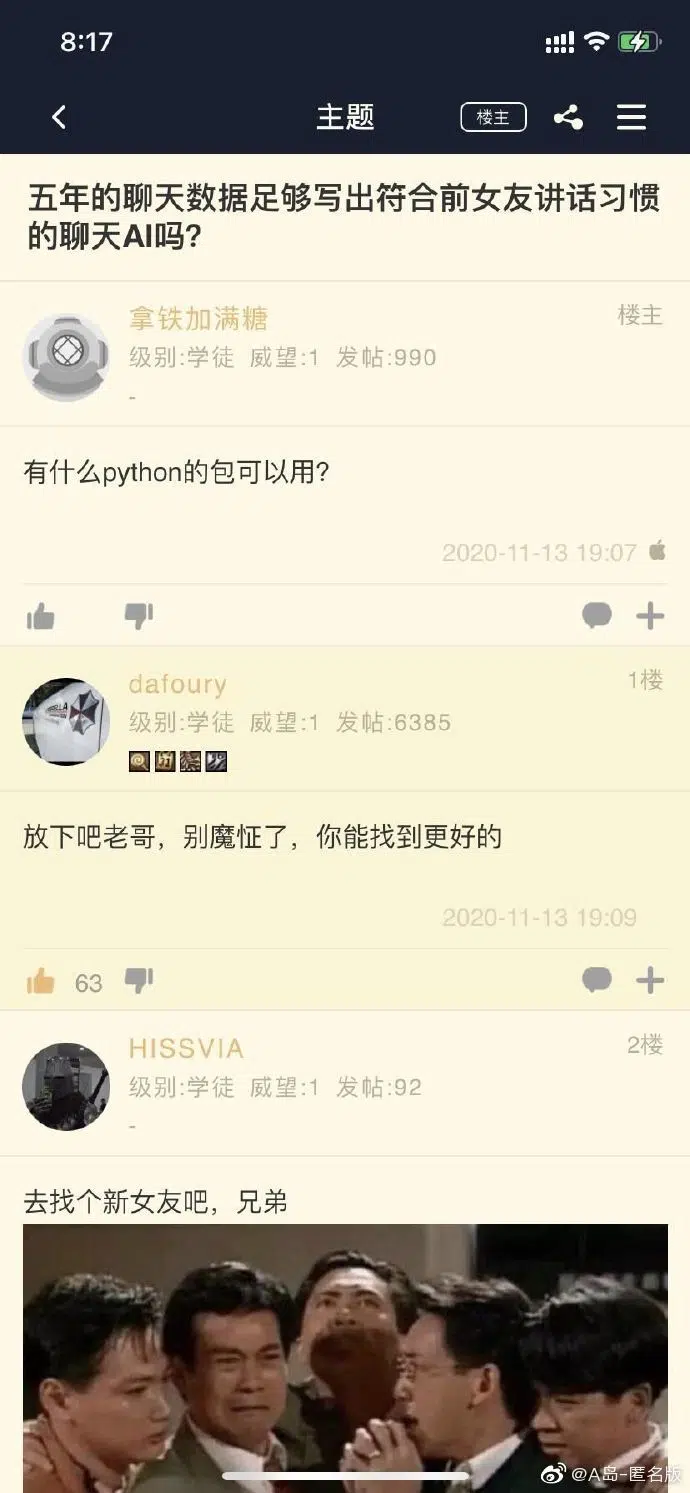 8:17
主题
楼主
五年的聊天数据足够写出符合前女友讲话习惯
的聊天AI吗?
拿铁加满糖
楼主
级别:学徒 威望:1 发帖:990
-
有什么python的包可以用?
2020-11-13 19:07
dafoury
1楼
级别:学徒 威望:1 发帖:6385
放下吧老哥，别魔怔了，你能找到更好的
2020-11-13 19:09
63
HISSVIA
2楼
级别:学徒 威望:1 发帖:92
-
去找个新女友吧，兄弟
@A岛-匿名版